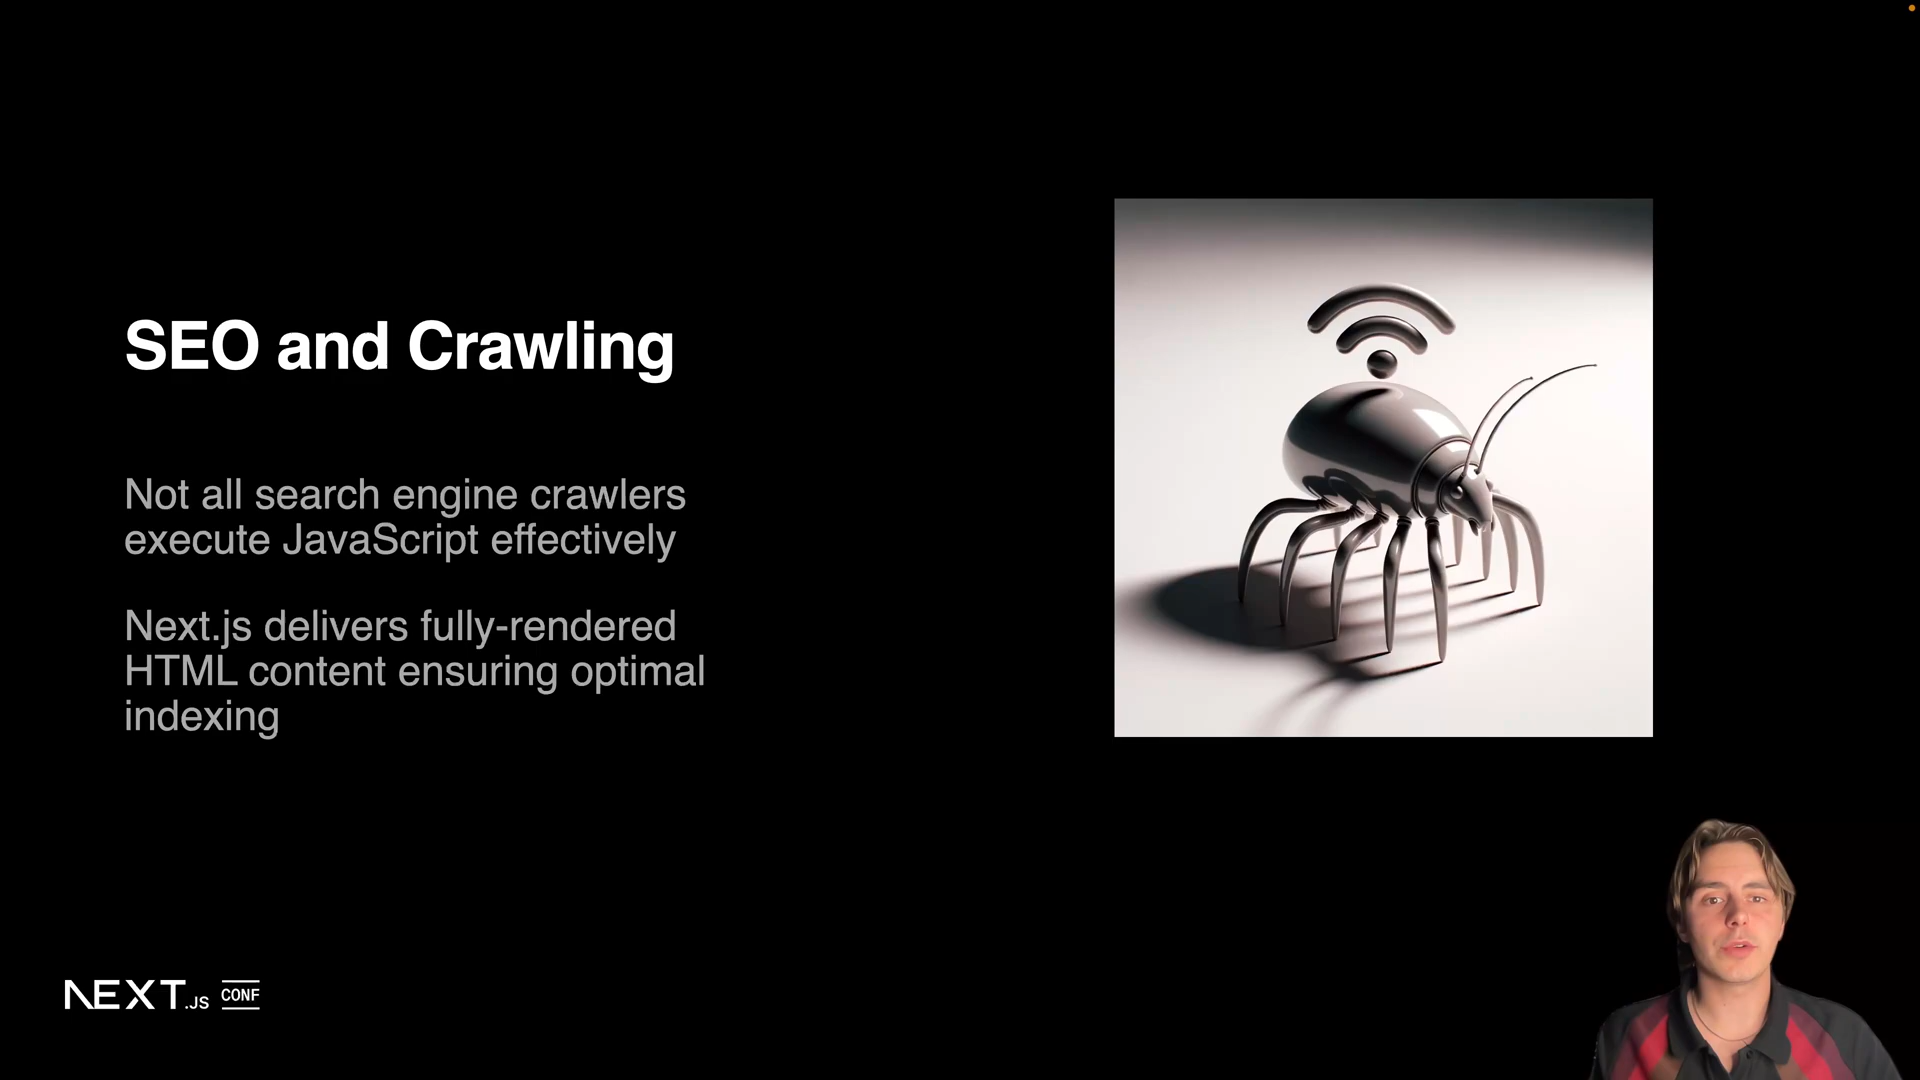 SEO and Crawling
Not all search engine crawlers
execute JavaScript effectively
Next.js delivers fully-rendered
HTML content ensuring optimal
indexing
NEXT.JS CONF